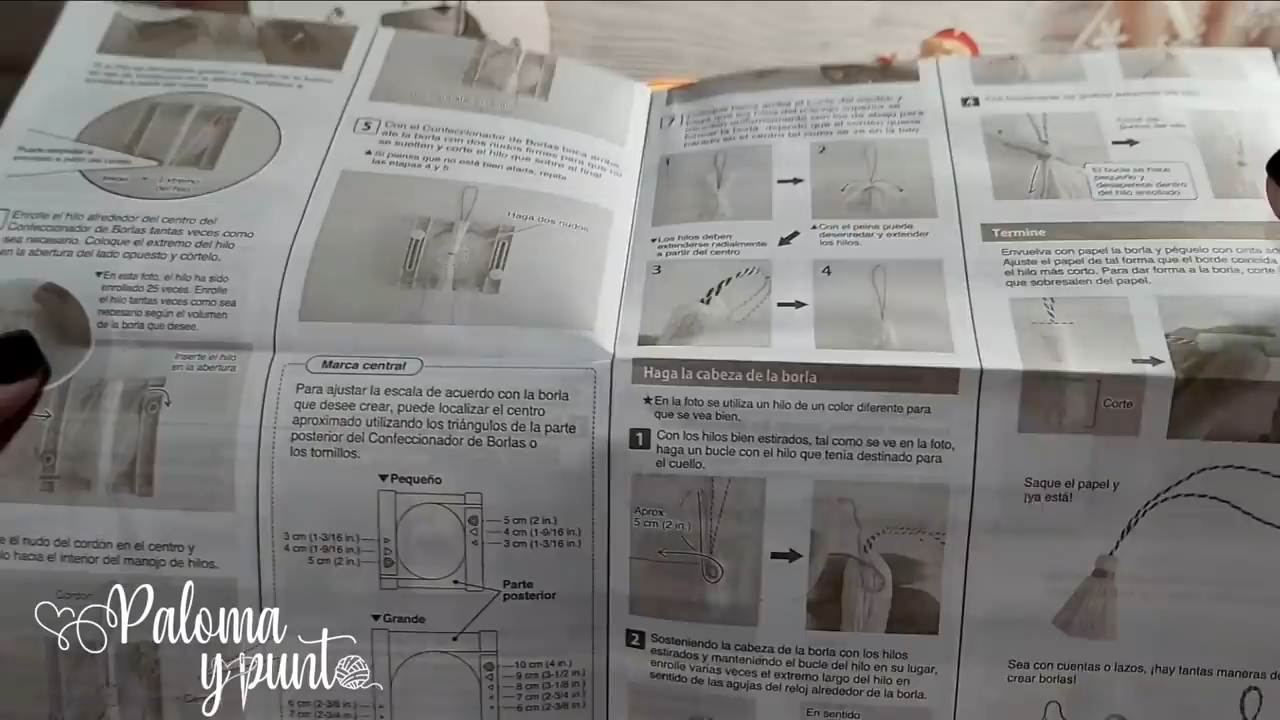 Enrolle el hilo alrededor del centro del
Confeccionador de Borlas tantas veces como
sea necesario. Coloque el extremo del hilo
en la abertura del lado opuesto y córtelo.
▼En esta foto, el hilo ha sido
enrollado 25 veces. Enrolle
el hilo tantas veces como sea
necesario según el volumen
de la borla que desee.
Inserte el hilo
en la abertura
e el nudo del cordón en el centro y
lo hacia el interior del manojo de hilos.
5 Con el Confeccionador de Borlas boca arriba,
ate la borla con dos nudos firmes para que no
se suelten y corte el hilo que sobre al final.
▲Si piensa que no está bien atada, repita
las etapas 4 y 5
Haga dos nudos
Marca central
Para ajustar la escala de acuerdo con la borla
que desee crear, puede localizar el centro
aproximado utilizando los triángulos de la parte
posterior del Confeccionador de Borlas o
los tornillos.
▼Pequeño
5 cm (2 in.)
4 cm (1-9/16 in.)
3 cm (1-3/16 in.)
3 cm (1-3/16 in.)
4 cm (1-9/16 in.)
5 cm (2 in.)
Parte
posterior
▼Grande
10 cm (4 in.)
9 cm (3-1/2 in.)
8 cm (3-1/8 in.)
7 cm (2-3/4 in.)
6 cm (2-3/8 in.)
6 cm (2-3/8 in.)
7 cm (2-3/4 in.)
7
1
2
▼Los hilos deben
extenderse radialmente
a partir del centro
▲Con el peine puede
desenredar y extender
los hilos.
3
4
Haga la cabeza de la borla
★En la foto se utiliza un hilo de un color diferente para
que se vea bien.
1 Con los hilos bien estirados, tal como se ve en la foto,
haga un bucle con el hilo que tenía destinado para
el cuello.
Aprox
5 cm (2 in.)
2 Sosteniendo la cabeza de la borla con los hilos
estirados y manteniendo el bucle del hilo en su lugar,
enrolle varias veces el extremo largo del hilo en
sentido de las agujas del reloj alrededor de la borla.
En sentido
4
El bucle se hace
pequeño y
desaparece dentro
del hilo enrollado
Termine
Envuelva con papel la borla y péguelo con cinta
Ajuste el papel de tal forma que el borde coincida
el hilo más corto. Para dar forma a la borla, corte
que sobresalen del papel.
Corte
Saque el papel y
¡ya está!
Sea con cuentas o lazos, ¡hay tantas maneras de
crear borlas!
Paloma
y punto